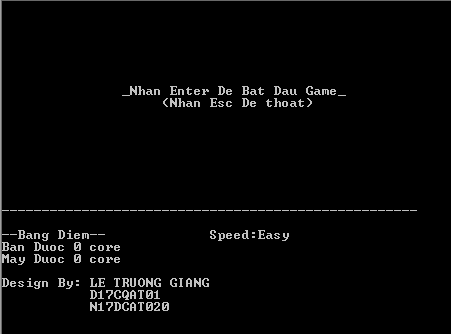 _Nhan Enter De Bat Dau Game_
(Nhan Esc De thoat)
--Bang Diem--                Speed:Easy
Ban Duoc 0 core
May Duoc 0 core
Design By: LE TRUONG GIANG
D17CQAT01
N17DCAT020